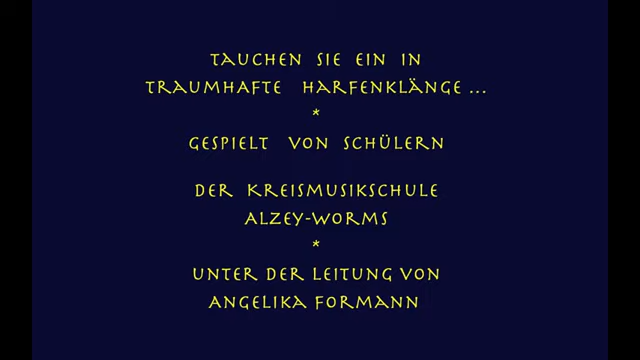 TAUCHEN SIE EIN IN
TRAUMHAFTE HARFENKLÄNGE ...
*
GESPIELT VON SCHÜLERN
DER KREISMUSIKSCHULE
ALZEY-WORMS
*
UNTER DER LEITUNG VON
ANGELIKA FORMANN